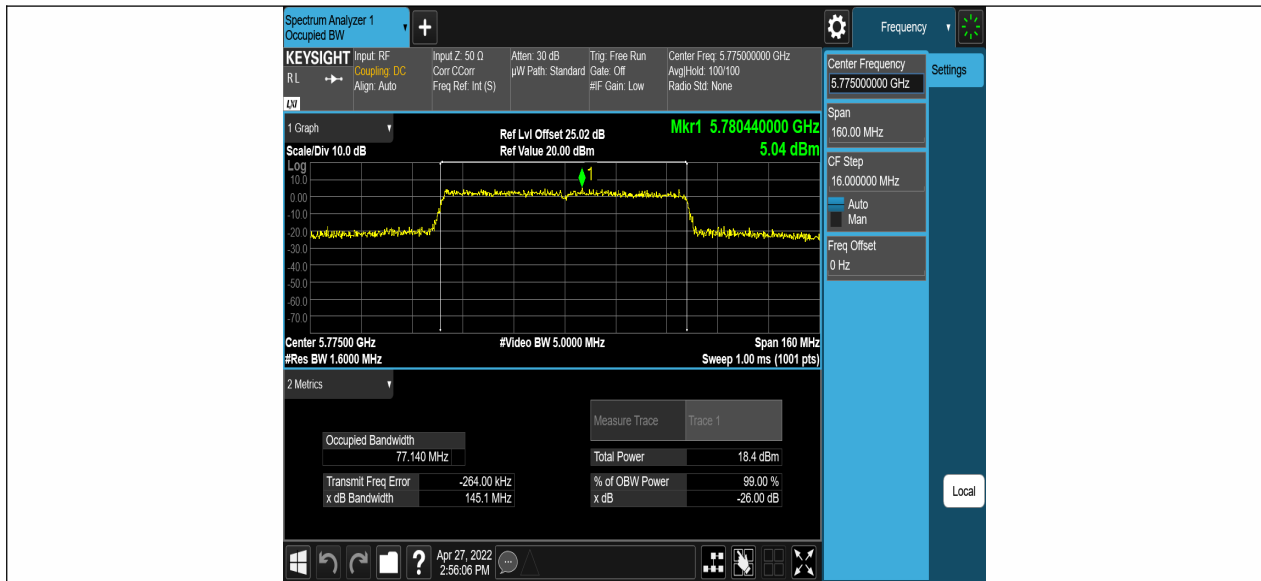 Spectrum Analyzer 1
Occupied BW
+
Frequency
KEYSIGHT
RL
LXI
Input: RF
Coupling: DC
Align: Auto
Input Z: 50 Ω
Corr CCorr
Freq Ref: Int (S)
Atten: 30 dB
µW Path: Standard
Trig: Free Run
Gate: Off
#IF Gain: Low
Center Freq: 5.775000000 GHz
Avg|Hold: 100/100
Radio Std: None
Center Frequency
5.775000000 GHz
Settings
Span
160.00 MHz
CF Step
16.000000 MHz
Auto
Man
Freq Offset
0 Hz
Local
1 Graph
Scale/Div 10.0 dB
Ref Lvl Offset 25.02 dB
Ref Value 20.00 dBm
Mkr1 5.780440000 GHz
5.04 dBm
Log
10.0
0.00
-10.0
-20.0
-30.0
-40.0
-50.0
-60.0
-70.0
1
Center 5.77500 GHz
#Video BW 5.0000 MHz
Span 160 MHz
#Res BW 1.6000 MHz
Sweep 1.00 ms (1001 pts)
2 Metrics
Measure Trace Trace 1
Occupied Bandwidth
77.140 MHz
Total Power 18.4 dBm
Transmit Freq Error -264.00 kHz
% of OBW Power 99.00 %
x dB Bandwidth 145.1 MHz
x dB -26.00 dB
?
Apr 27, 2022
2:56:06 PM